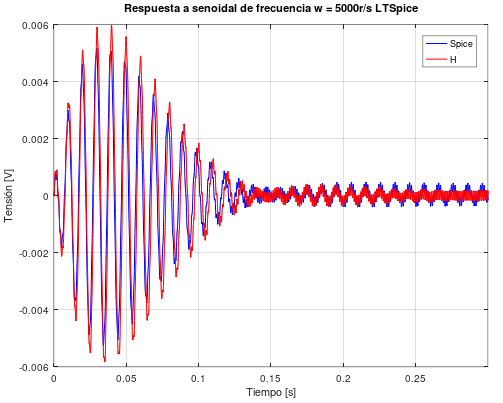 Respuesta a senoidal de frecuencia w = 5000r/s LTSpice
0.006
0.004
0.002
0
-0.002
-0.004
-0.006
Tensión [V]
Spice
H
0
0.05
0.1
0.15
0.2
0.25
Tiempo [s]